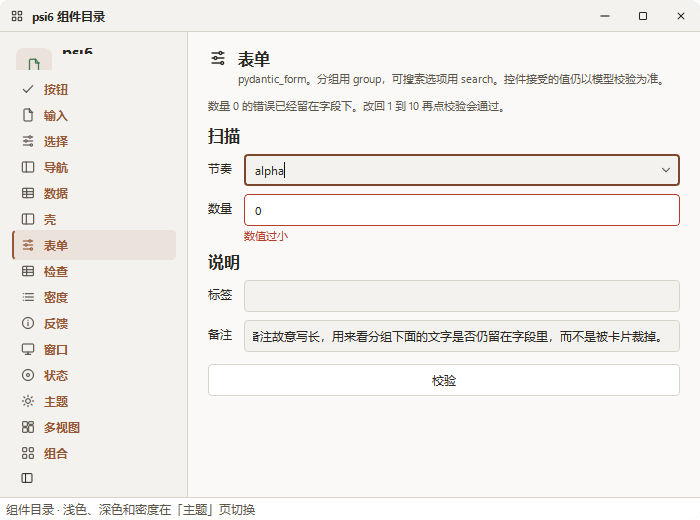 psi6 组件目录
psi6
按钮
输入
选择
导航
数据
壳
表单
检查
密度
反馈
窗口
状态
主题
多视图
组合
表单
pydantic_form。分组用 group，可搜索选项用 search。控件接受的值仍以模型校验为准。
数量 0 的错误已经留在字段下。改回 1 到 10 再点校验会通过。
扫描
节奏
alpha
数量
0
数值过小
说明
标签
备注
备注故意写长，用来看分组下面的文字是否仍留在字段里，而不是被卡片裁掉。
校验
组件目录 · 浅色、深色和密度在「主题」页切换